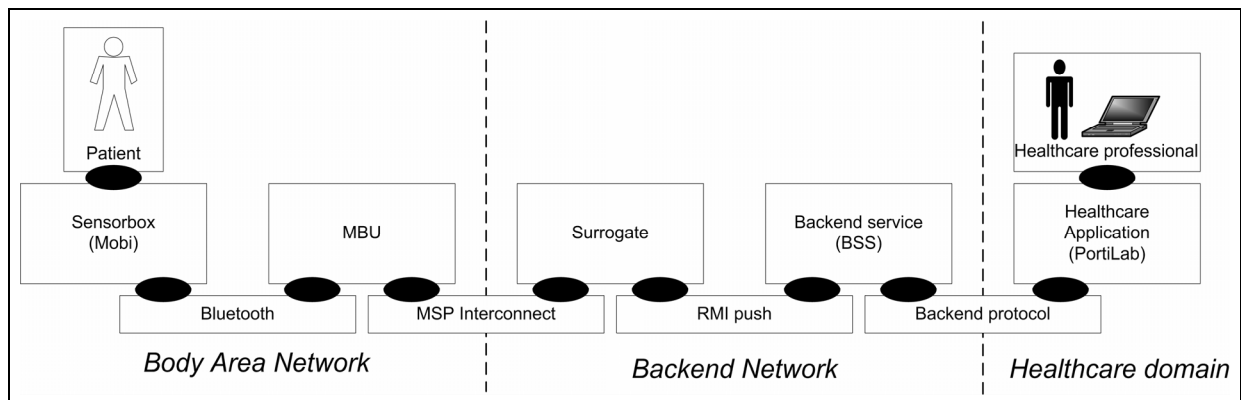 Patient
Healthcare professional
Sensorbox
(Mobi)
MBU
Surrogate
Backend service
(BSS)
Healthcare
Application
(PortiLab)
Bluetooth
MSP Interconnect
RMI push
Backend protocol
Body Area Network
Backend Network
Healthcare domain